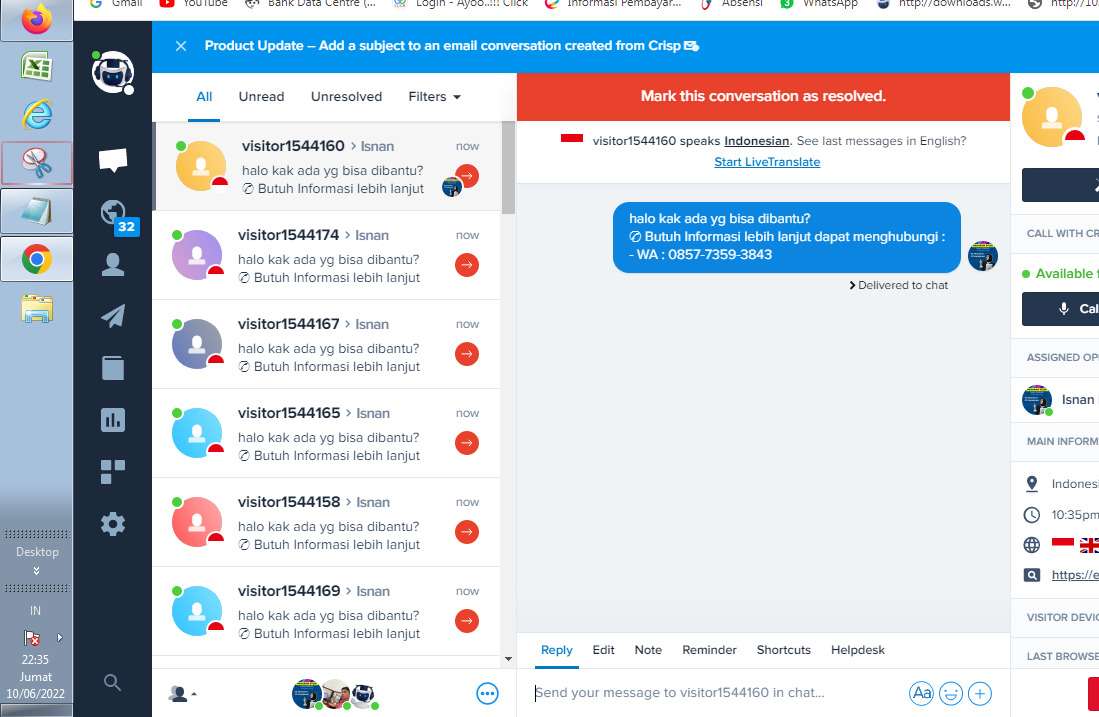 Gmail
YouTube
Bank Data Centre (...
Login - Ayoo..!!! Click
Informasi Pembayar...
Absensi
3
WhatsApp
http://downloads.w...
Product Update – Add a subject to an email conversation created from Crisp
All
Unread
Unresolved
Filters
visitor1544160 > Isnan
now
halo kak ada yg bisa dibantu?
✆ Butuh Informasi lebih lanjut
visitor1544174 > Isnan
now
halo kak ada yg bisa dibantu?
✆ Butuh Informasi lebih lanjut
visitor1544167 > Isnan
now
halo kak ada yg bisa dibantu?
✆ Butuh Informasi lebih lanjut
visitor1544165 > Isnan
now
halo kak ada yg bisa dibantu?
✆ Butuh Informasi lebih lanjut
visitor1544158 > Isnan
now
halo kak ada yg bisa dibantu?
✆ Butuh Informasi lebih lanjut
visitor1544169 > Isnan
now
halo kak ada yg bisa dibantu?
✆ Butuh Informasi lebih lanjut
32
Mark this conversation as resolved.
visitor1544160 speaks Indonesian. See last messages in English?
Start LiveTranslate
halo kak ada yg bisa dibantu?
✆ Butuh Informasi lebih lanjut dapat menghubungi :
- WA : 0857-7359-3843
Delivered to chat
Reply
Edit
Note
Reminder
Shortcuts
Helpdesk
Send your message to visitor1544160 in chat...
Aa
CALL WITH CR
Available
Cal
ASSIGNED OP
Isnan
MAIN INFORM
Indones
10:35pm
https://e
VISITOR DEVI
LAST BROWSE
Desktop
IN
22:35
Jumat
10/06/2022